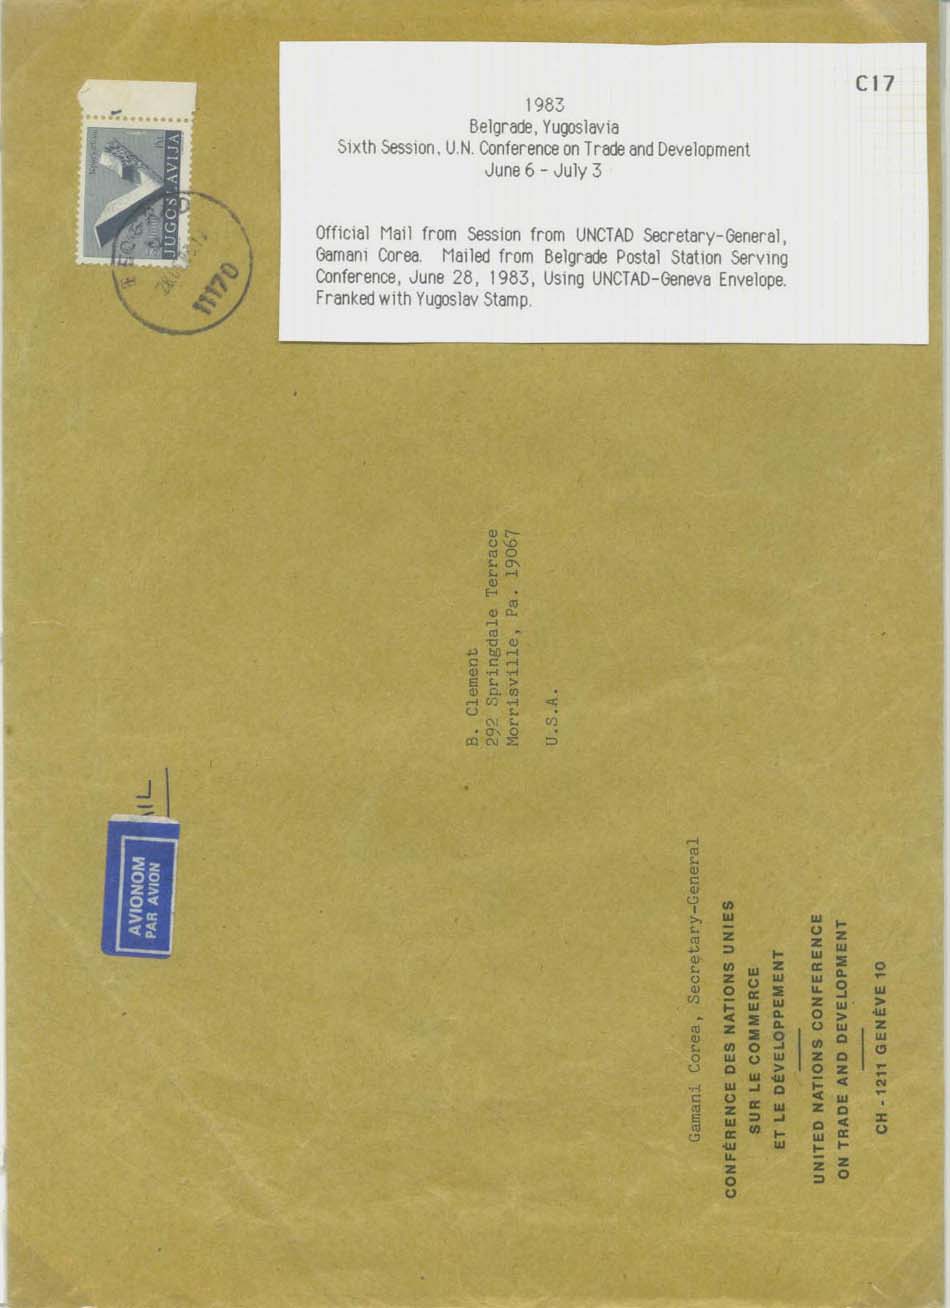 C17
1983
Belgrade, Yugoslavia
Sixth Session, U.N. Conference on Trade and Development
June 6 - July 3
Official Mail from Session from UNCTAD Secretary-General,
Gamani Corea. Mailed from Belgrade Postal Station Serving
Conference, June 28, 1983, Using UNCTAD-Geneva Envelope.
Franked with Yugoslav Stamp.
JUGOSLAVIJA
11170
B. Clement
292 Springdale Terrace
Morrisville, Pa. 19067
U.S.A.
AVIONOM
PAR AVION
Gamani Corea, Secretary-General
CONFÉRENCE DES NATIONS UNIES
SUR LE COMMERCE
ET LE DÉVELOPPEMENT
UNITED NATIONS CONFERENCE
ON TRADE AND DEVELOPMENT
CH - 1211 GENÈVE 10